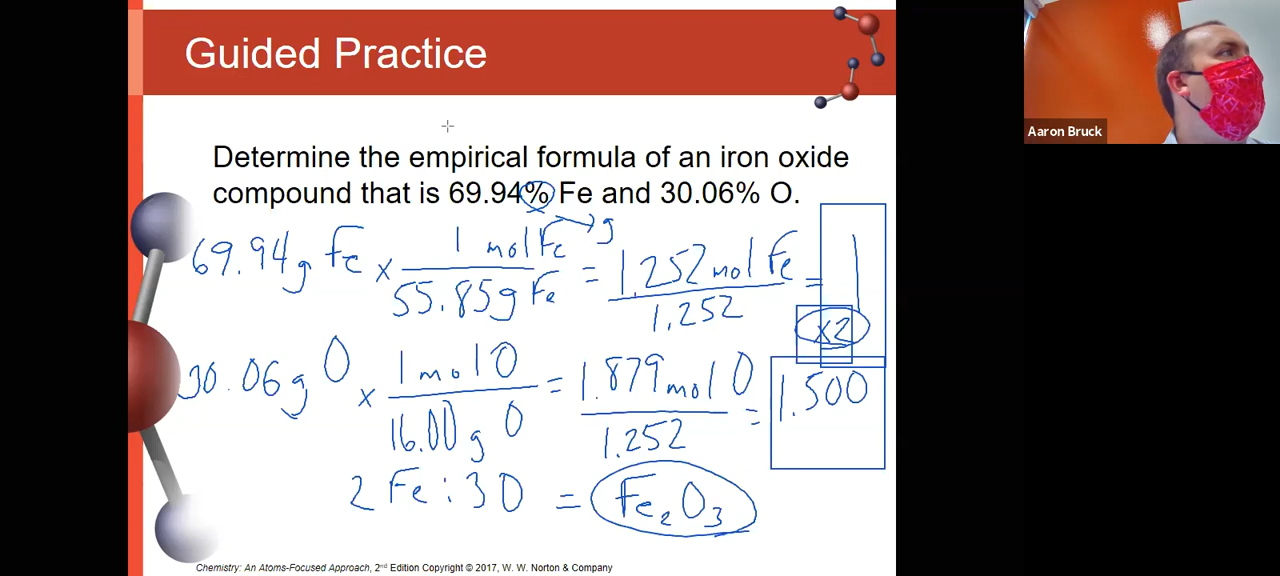 Guided Practice
Aaron Bruck
Determine the empirical formula of an iron oxide
compound that is 69.94% Fe and 30.06% O.
→ g
69.94g Fe × 1 mol Fe / 55.85g Fe = 1.252 mol Fe / 1.252 = 1
×2
30.06g O × 1 mol O / 16.00g O = 1.879 mol O / 1.252 = 1.500
2 Fe : 3 O = Fe₂O₃
Chemistry: An Atoms-Focused Approach, 2nd Edition Copyright © 2017, W. W. Norton & Company